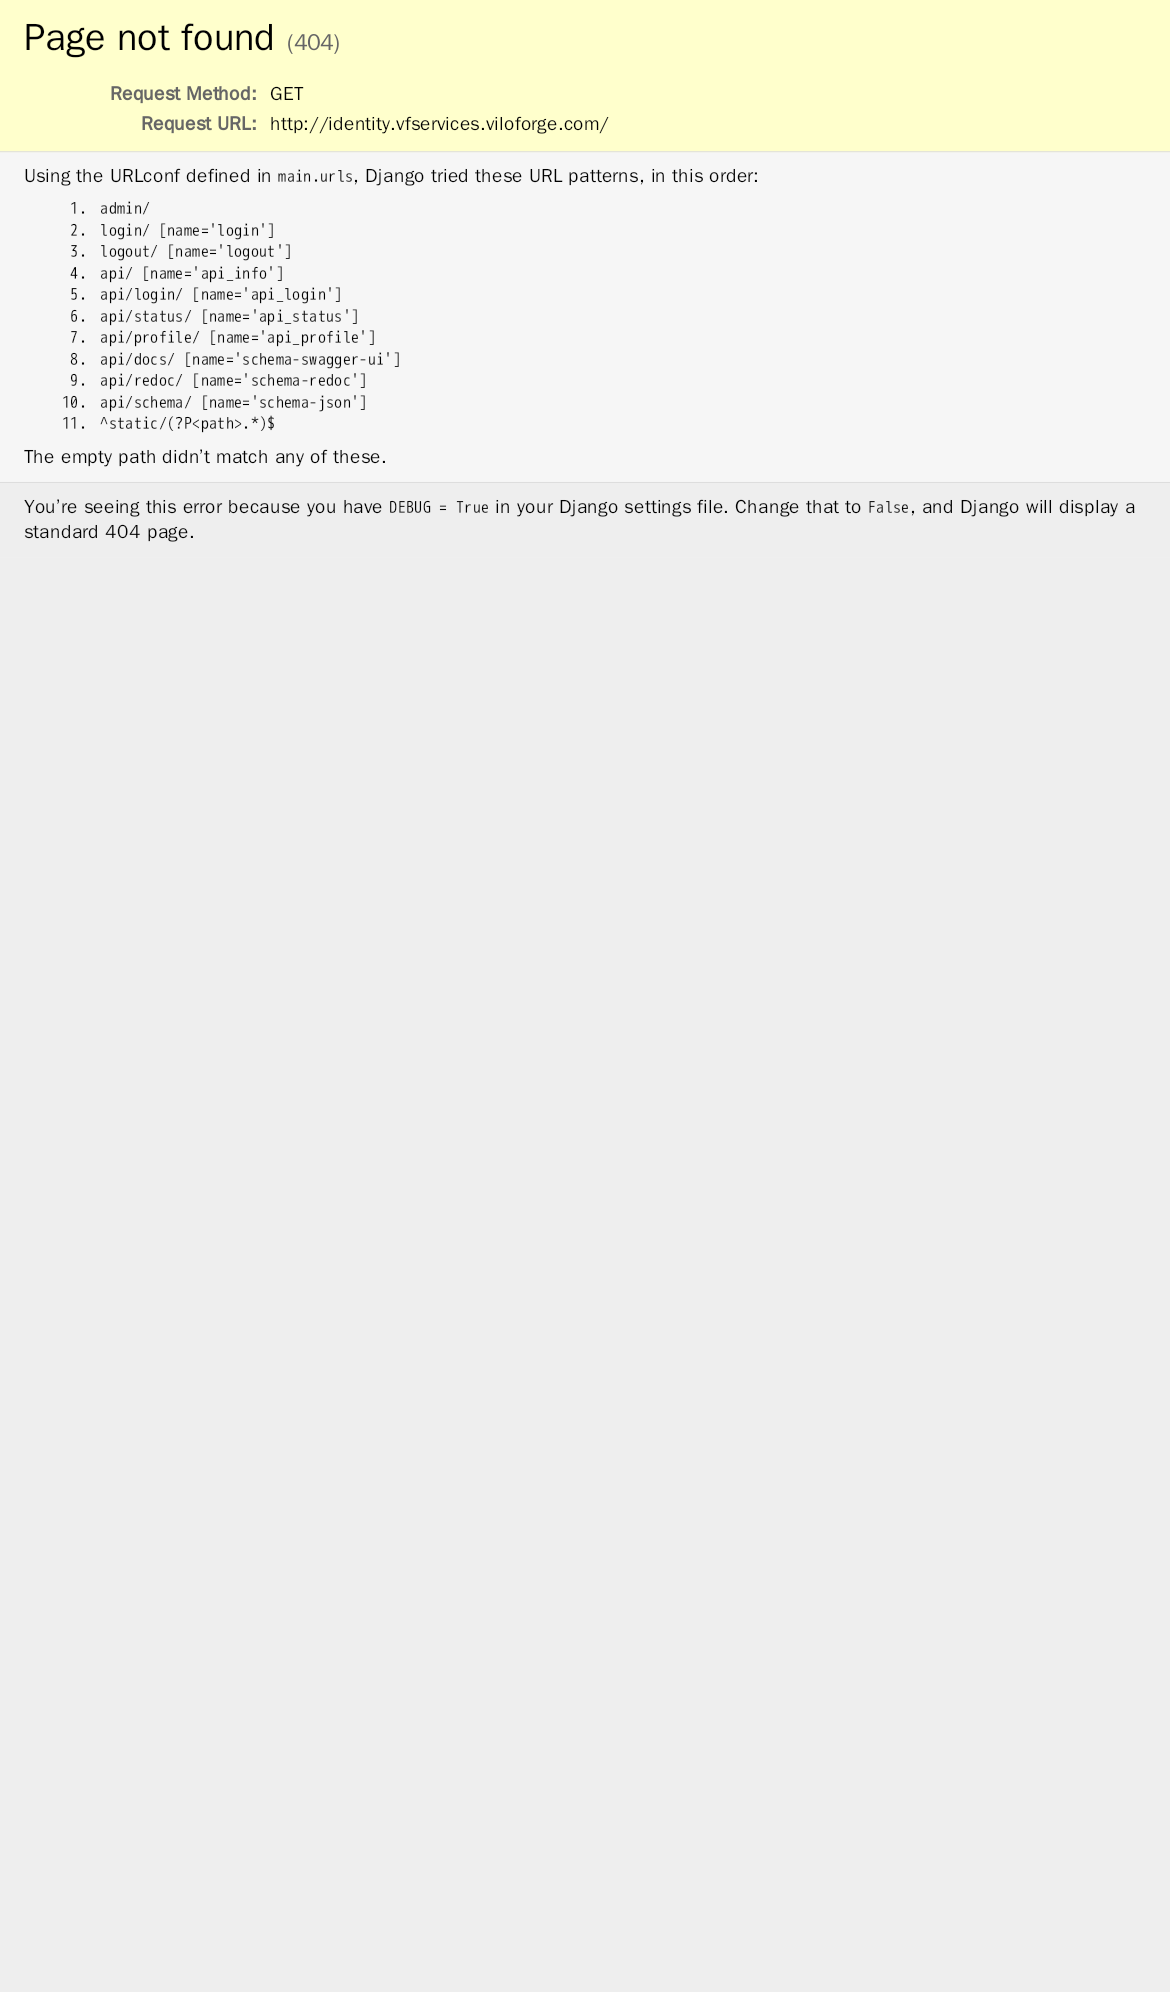 Page not found (404)
Request Method: GET
Request URL: http://identity.vfservices.viloforge.com/
Using the URLconf defined in main.urls, Django tried these URL patterns, in this order:
1. admin/
2. login/ [name='login']
3. logout/ [name='logout']
4. api/ [name='api_info']
5. api/login/ [name='api_login']
6. api/status/ [name='api_status']
7. api/profile/ [name='api_profile']
8. api/docs/ [name='schema-swagger-ui']
9. api/redoc/ [name='schema-redoc']
10. api/schema/ [name='schema-json']
11. ^static/(?P<path>.*)$
The empty path didn’t match any of these.
You’re seeing this error because you have DEBUG = True in your Django settings file. Change that to False, and Django will display a
standard 404 page.